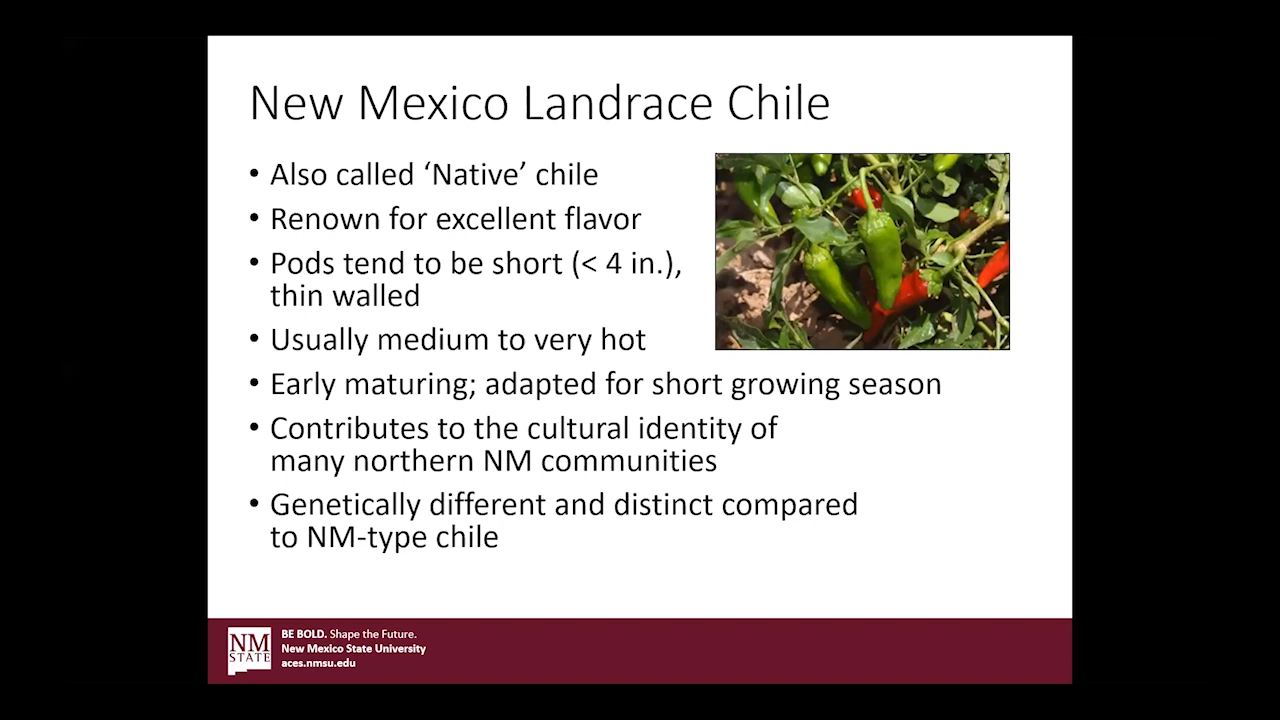 New Mexico Landrace Chile
• Also called ‘Native’ chile
• Renown for excellent flavor
• Pods tend to be short (< 4 in.),
thin walled
• Usually medium to very hot
• Early maturing; adapted for short growing season
• Contributes to the cultural identity of
many northern NM communities
• Genetically different and distinct compared
to NM-type chile
NM
STATE
BE BOLD. Shape the Future.
New Mexico State University
aces.nmsu.edu